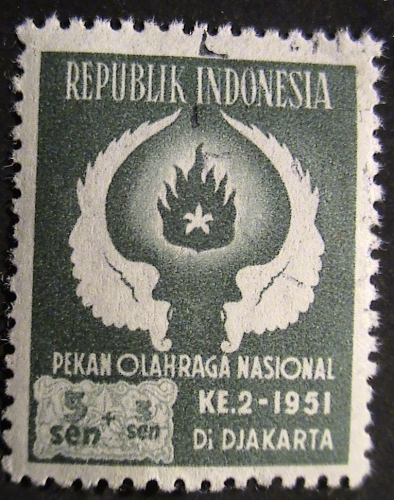 REPUBLIK INDONESIA
PEKAN OLAHRAGA NASIONAL
KE.2-1951
Di DJAKARTA
5 + 3
sen sen